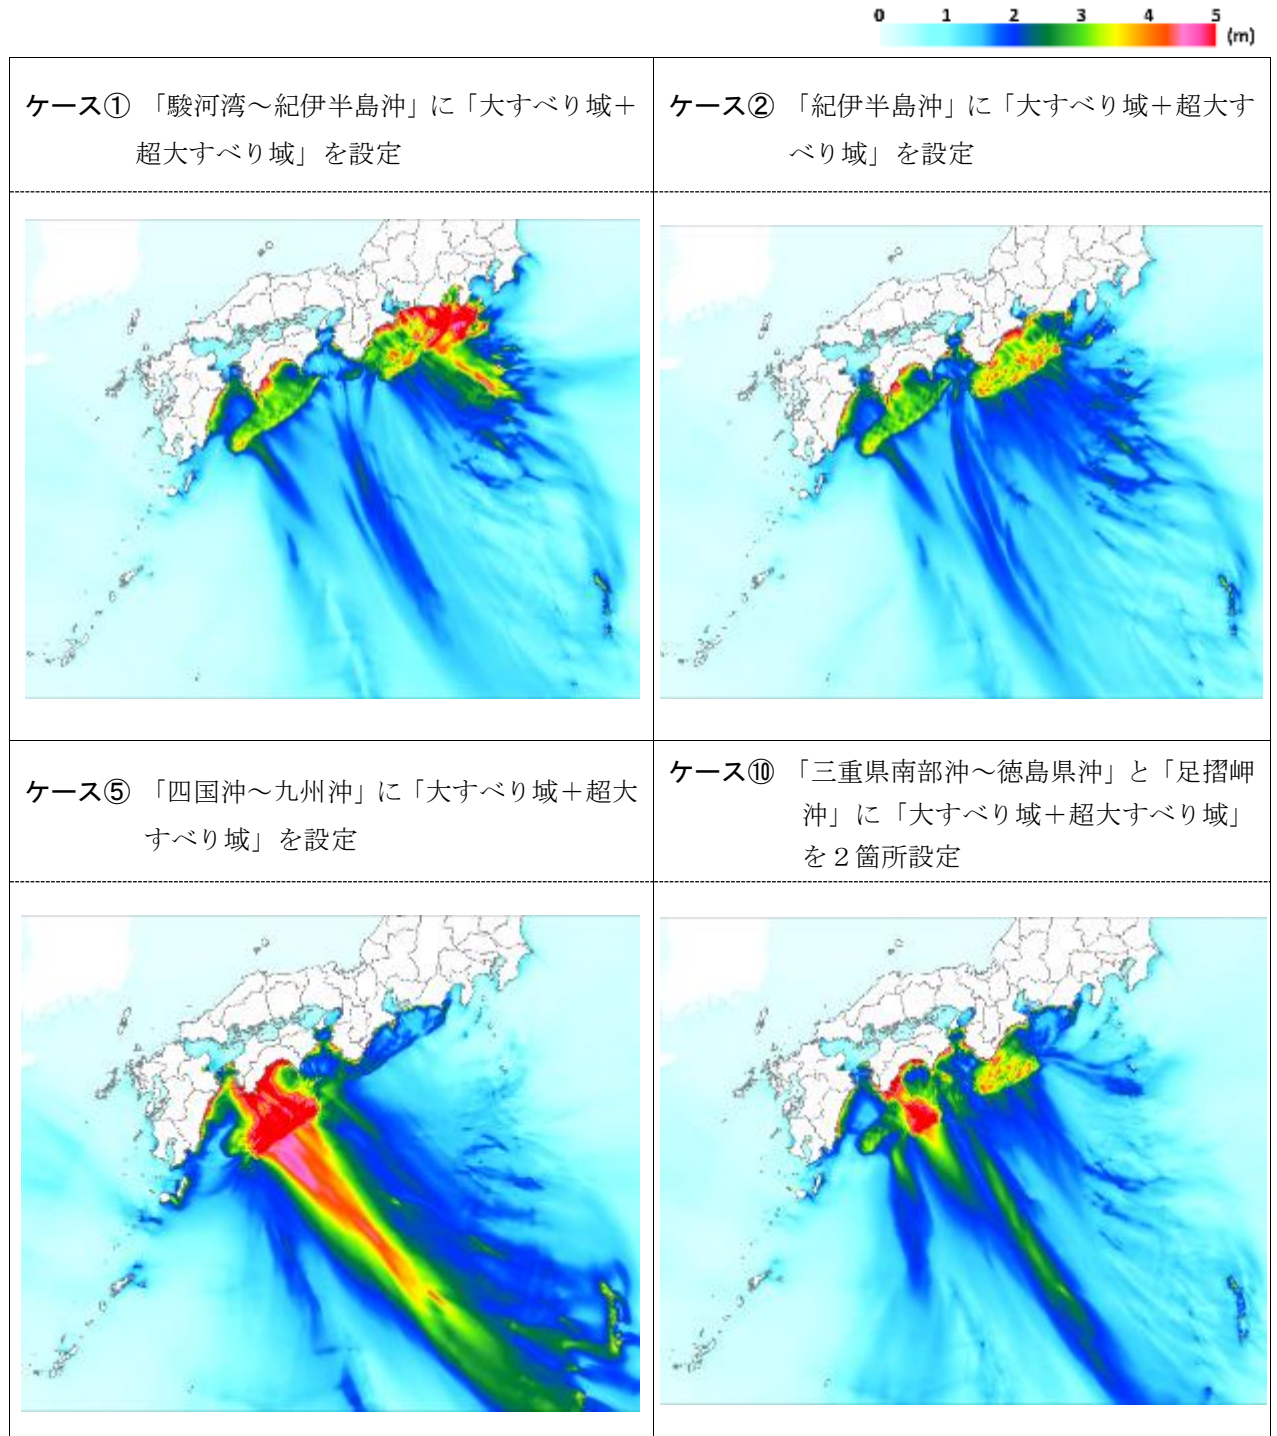 0 1 2 3 4 5
(m)
ケース① 「駿河湾～紀伊半島沖」に「大すべり域＋
超大すべり域」を設定
ケース② 「紀伊半島沖」に「大すべり域＋超大す
べり域」を設定
ケース⑤ 「四国沖～九州沖」に「大すべり域＋超大
すべり域」を設定
ケース⑩ 「三重県南部沖～徳島県沖」と「足摺岬
沖」に「大すべり域＋超大すべり域」
を２箇所設定